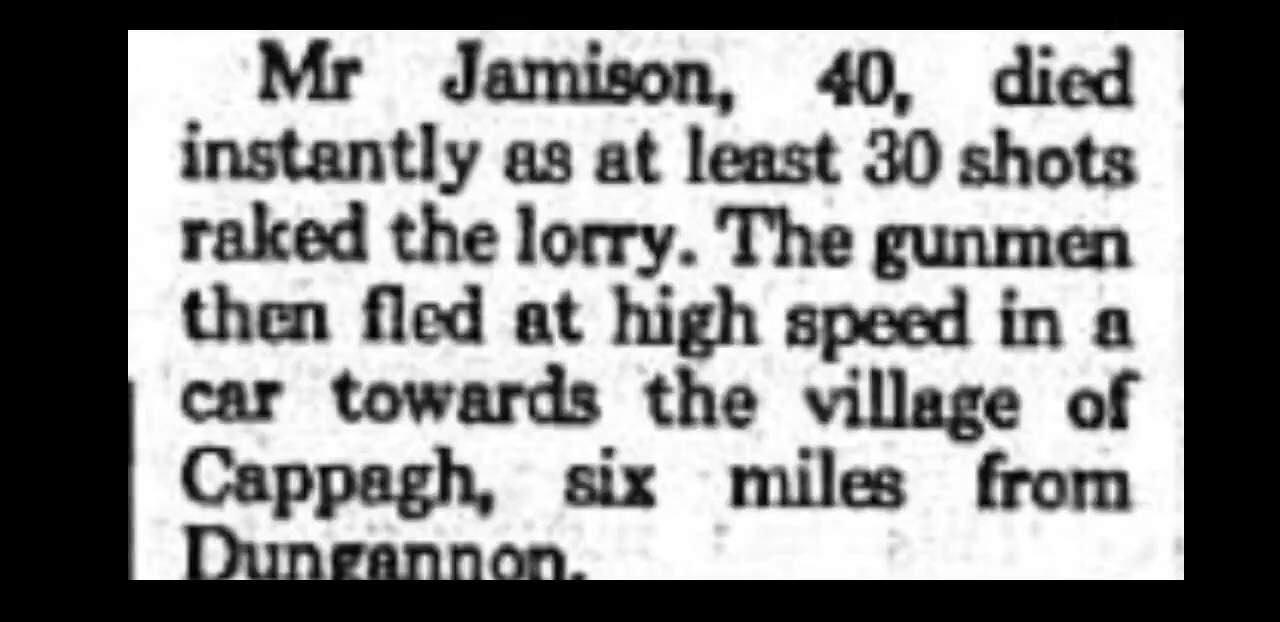 Mr Jamison, 40, died
instantly as at least 30 shots
raked the lorry. The gunmen
then fled at high speed in a
car towards the village of
Cappagh, six miles from
Dungannon.